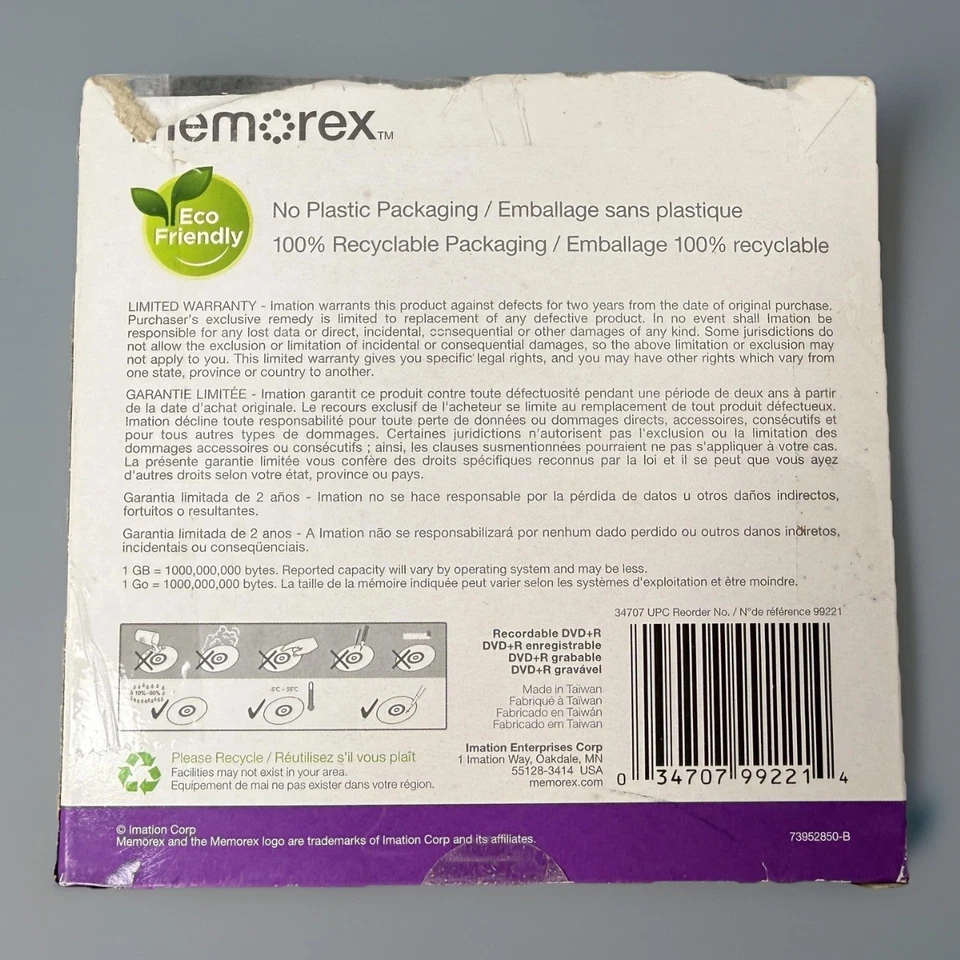 memorex™
Eco
Friendly
No Plastic Packaging / Emballage sans plastique
100% Recyclable Packaging / Emballage 100% recyclable
LIMITED WARRANTY - Imation warrants this product against defects for two years from the date of original purchase.
Purchaser's exclusive remedy is limited to replacement of any defective product. In no event shall Imation be
responsible for any lost data or direct, incidental, consequential or other damages of any kind. Some jurisdictions do
not allow the exclusion or limitation of incidental or consequential damages, so the above limitation or exclusion may
not apply to you. This limited warranty gives you specific legal rights, and you may have other rights which vary from
one state, province or country to another.
GARANTIE LIMITÉE - Imation garantit ce produit contre toute défectuosité pendant une période de deux ans à partir
de la date d'achat originale. Le recours exclusif de l'acheteur se limite au remplacement de tout produit défectueux.
Imation décline toute responsabilité pour toute perte de données ou dommages directs, accessoires, consécutifs et
pour tous autres types de dommages. Certaines juridictions n'autorisent pas l'exclusion ou la limitation des
dommages accessoires ou consécutifs ; ainsi, les clauses susmentionnées pourraient ne pas s'appliquer à votre cas.
La présente garantie limitée vous confère des droits spécifiques reconnus par la loi et il se peut que vous ayez
d'autres droits selon votre état, province ou pays.
Garantia limitada de 2 años - Imation no se hace responsable por la pérdida de datos u otros daños indirectos,
fortuitos o resultantes.
Garantia limitada de 2 anos - A Imation não se responsabilizará por nenhum dado perdido ou outros danos indiretos,
incidentais ou conseqüenciais.
1 GB = 1000,000,000 bytes. Reported capacity will vary by operating system and may be less.
1 Go = 1000,000,000 bytes. La taille de la mémoire indiquée peut varier selon les systèmes d'exploitation et être moindre.
34707 UPC Reorder No. / N°de référence 99221
10%-80%
-5°C - 55°C
Recordable DVD+R
DVD+R enregistrable
DVD+R grabable
DVD+R gravável
Made in Taiwan
Fabriqué à Taïwan
Fabricado en Taiwán
Fabricado em Taiwan
Imation Enterprises Corp
1 Imation Way, Oakdale, MN
55128-3414 USA
memorex.com
0 34707 99221 4
Please Recycle / Réutilisez s'il vous plaît
Facilities may not exist in your area.
Equipement de mai ne pas exister dans votre région.
© Imation Corp
Memorex and the Memorex logo are trademarks of Imation Corp and its affiliates.
73952850-B